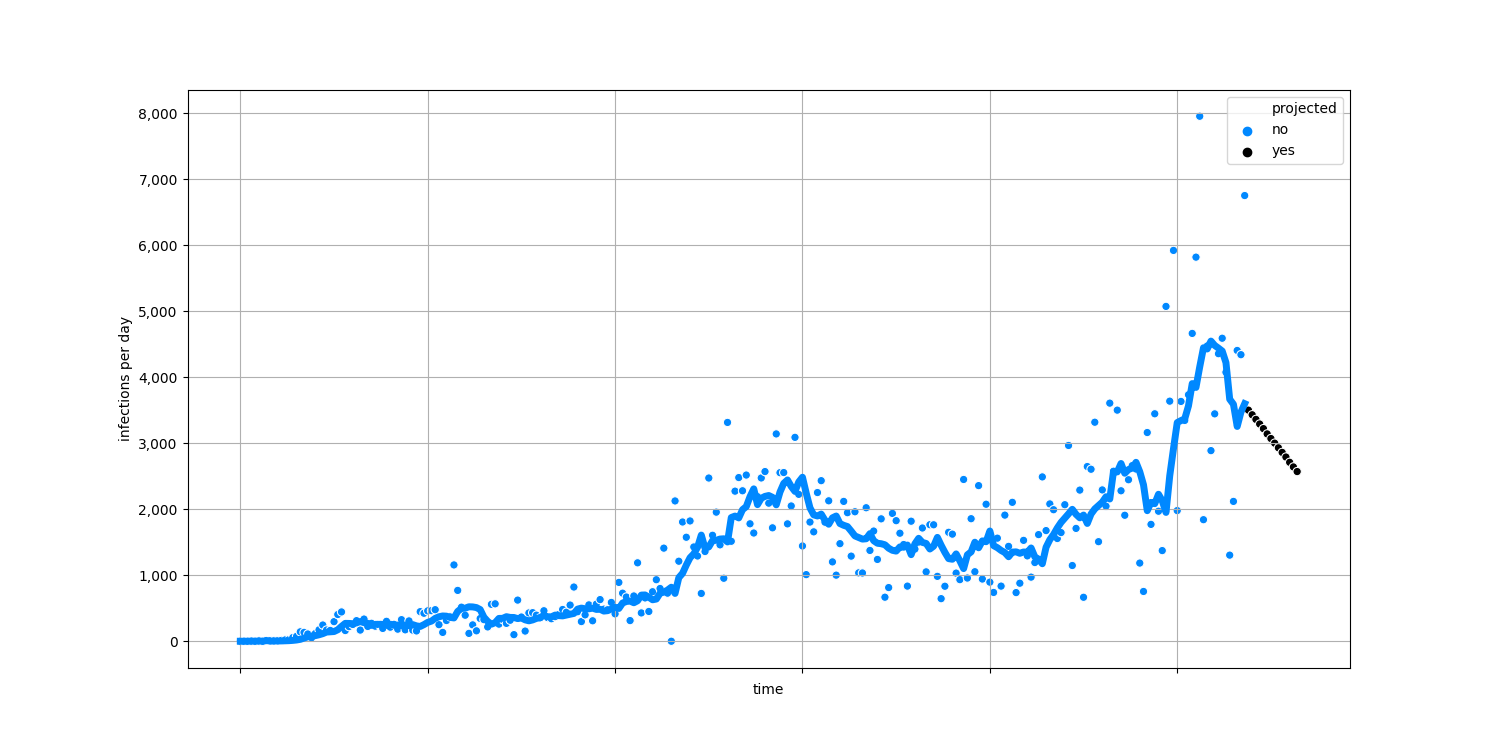 8,000
7,000
6,000
5,000
4,000
3,000
2,000
1,000
0
infections per day
time
projected
no
yes